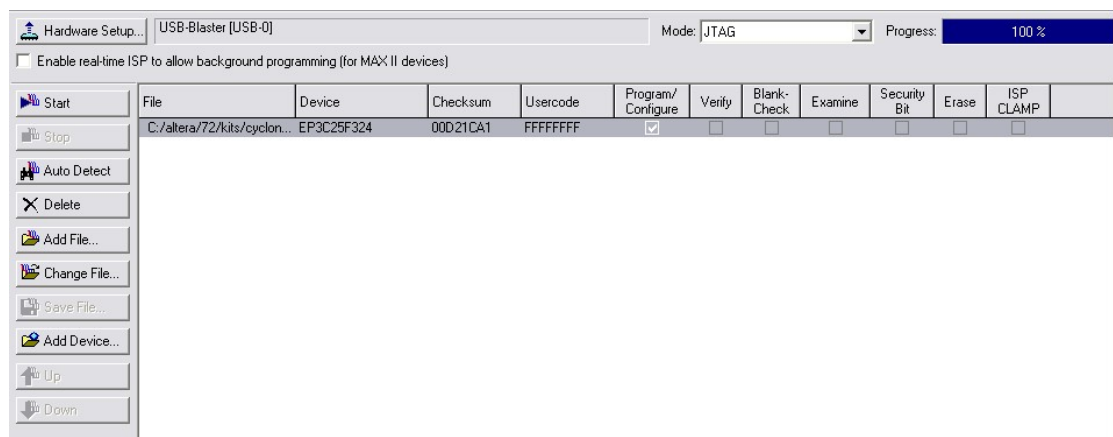 Hardware Setup... USB-Blaster [USB-0] Mode: JTAG Progress: 100 %
Enable real-time ISP to allow background programming (for MAX II devices)
Start
Stop
Auto Detect
Delete
Add File...
Change File...
Save File...
Add Device...
Up
Down
File Device Checksum Usercode Program/ Configure Verify Blank- Check Examine Security Bit Erase ISP CLAMP
C:/altera/72/kits/cyclon... EP3C25F324 00D21CA1 FFFFFFFF